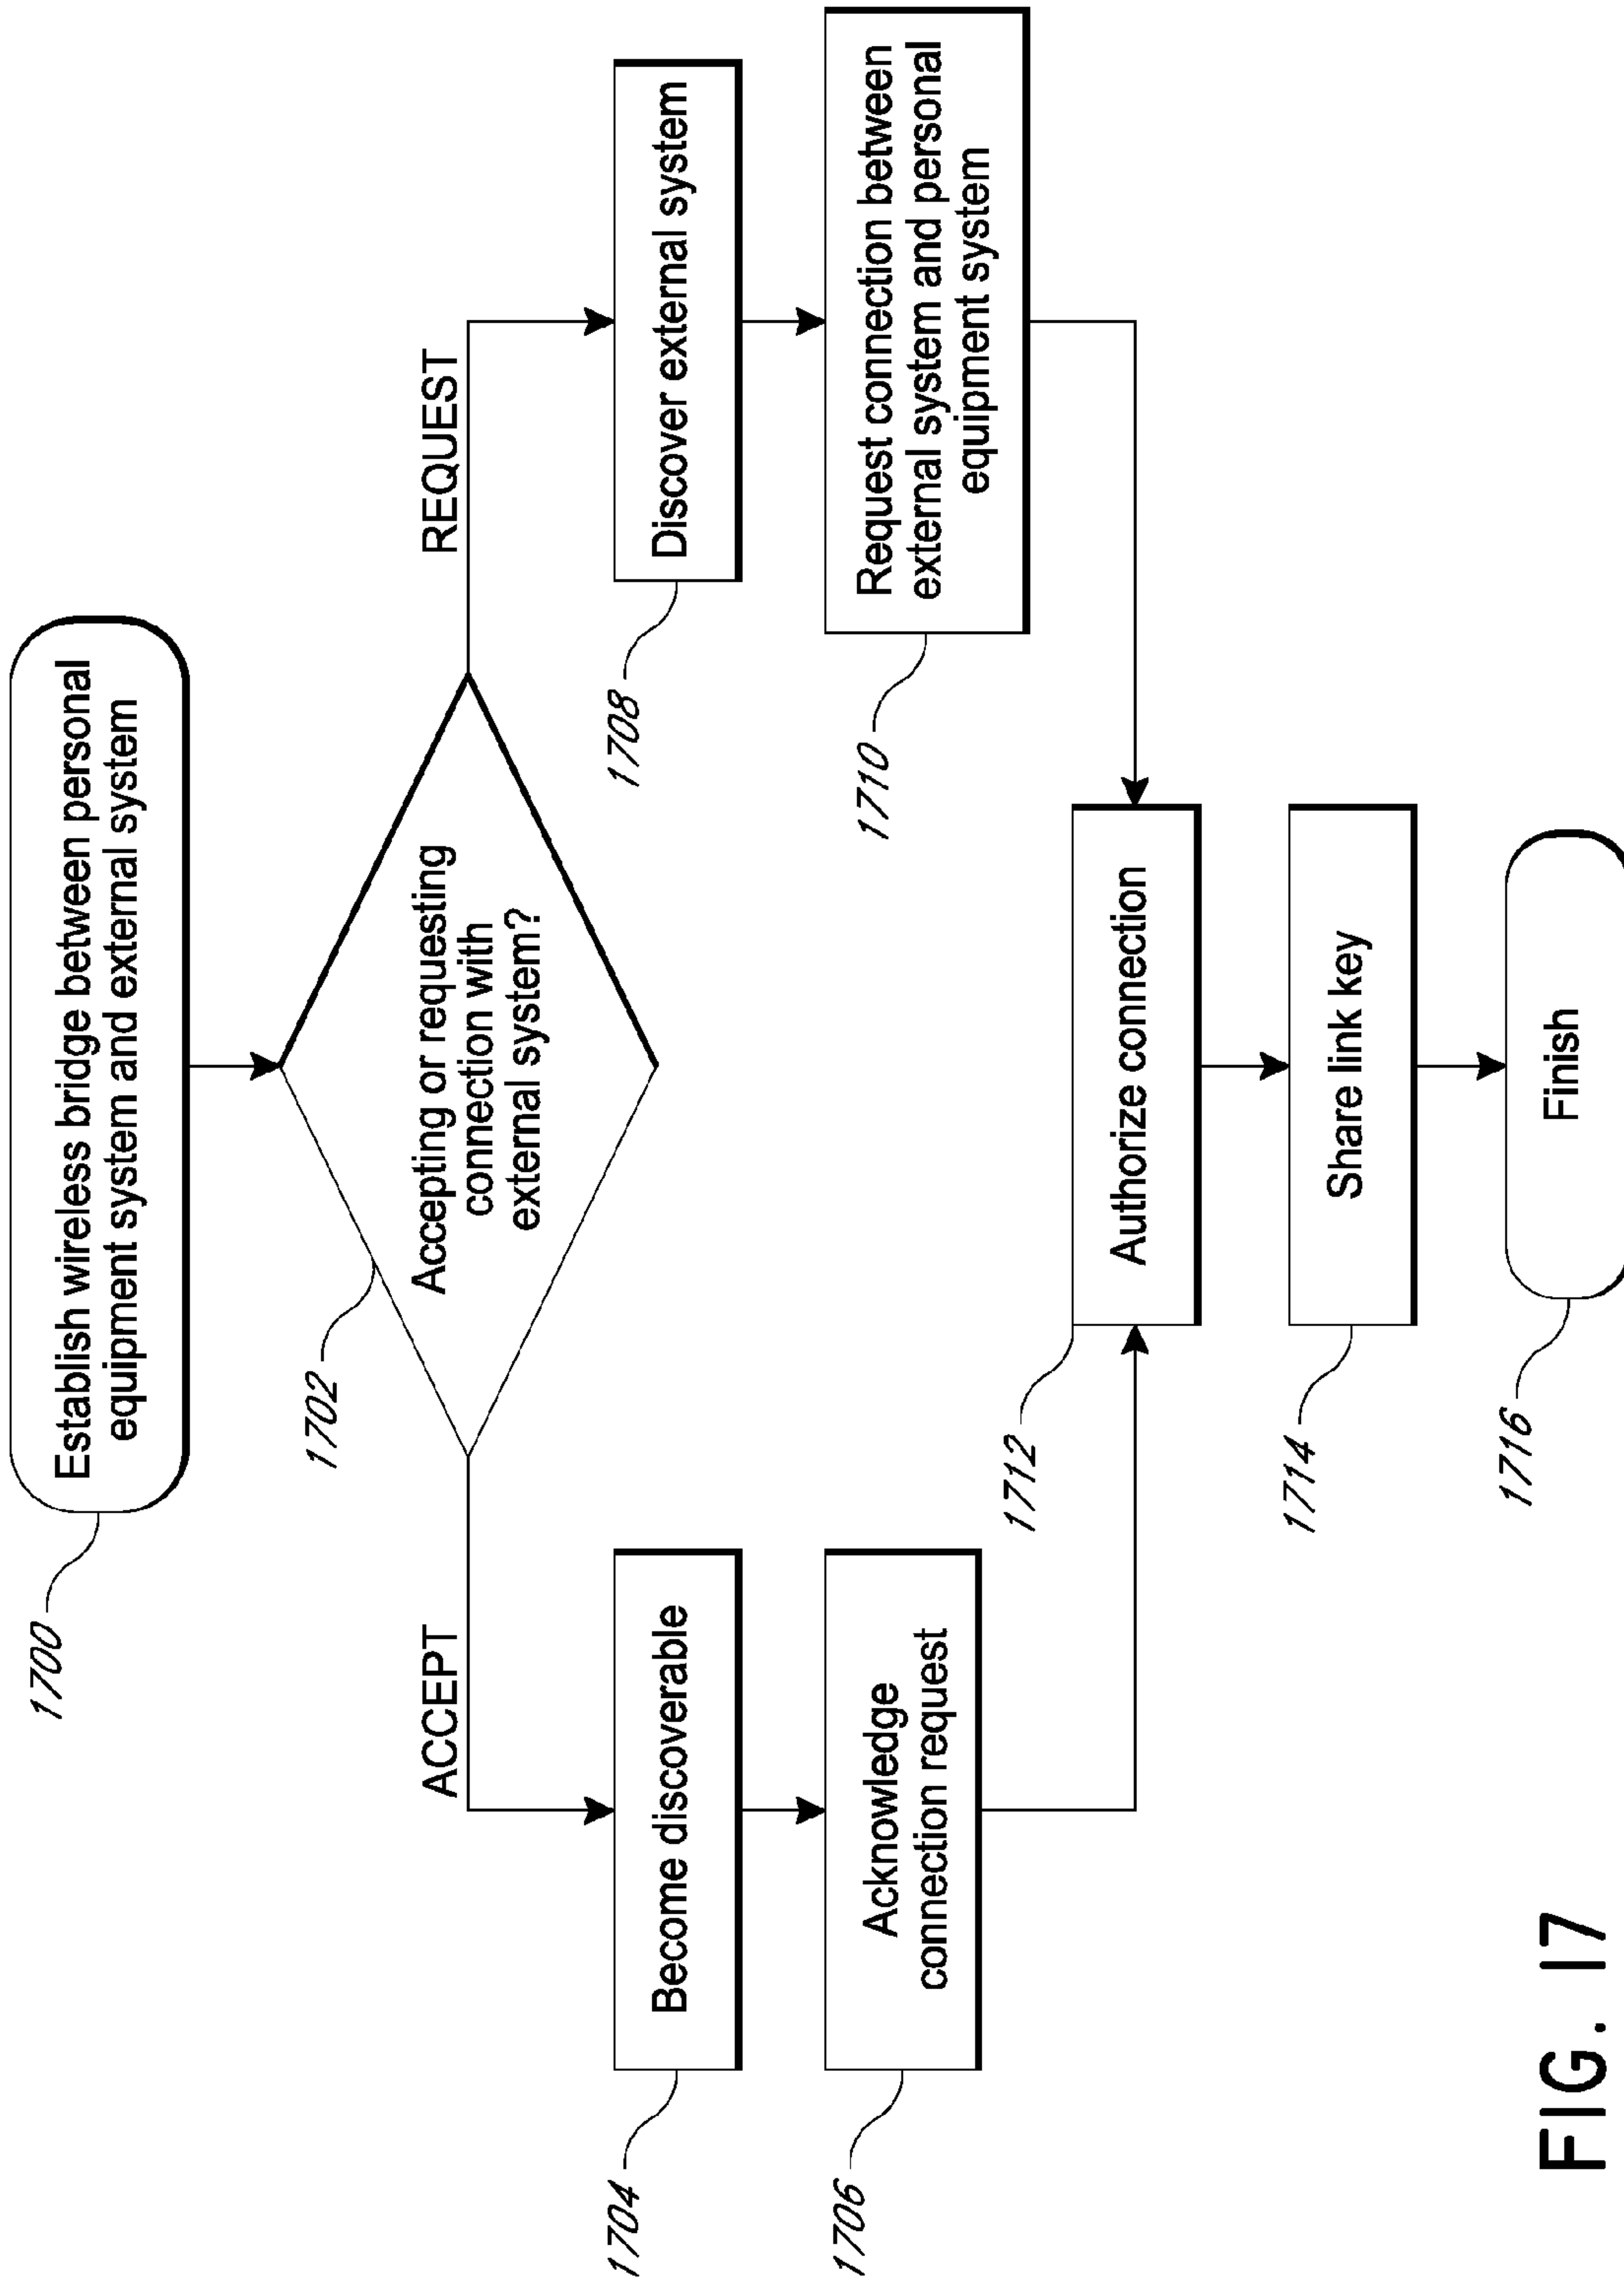 1700
Establish wireless bridge between personal
equipment system and external system
1702
Accepting or requesting
connection with
external system?
ACCEPT
REQUEST
1704
Become discoverable
1708
Discover external system
1706
Acknowledge
connection request
1710
Request connection between
external system and personal
equipment system
1712
Authorize connection
1714
Share link key
1716
Finish
FIG. 17